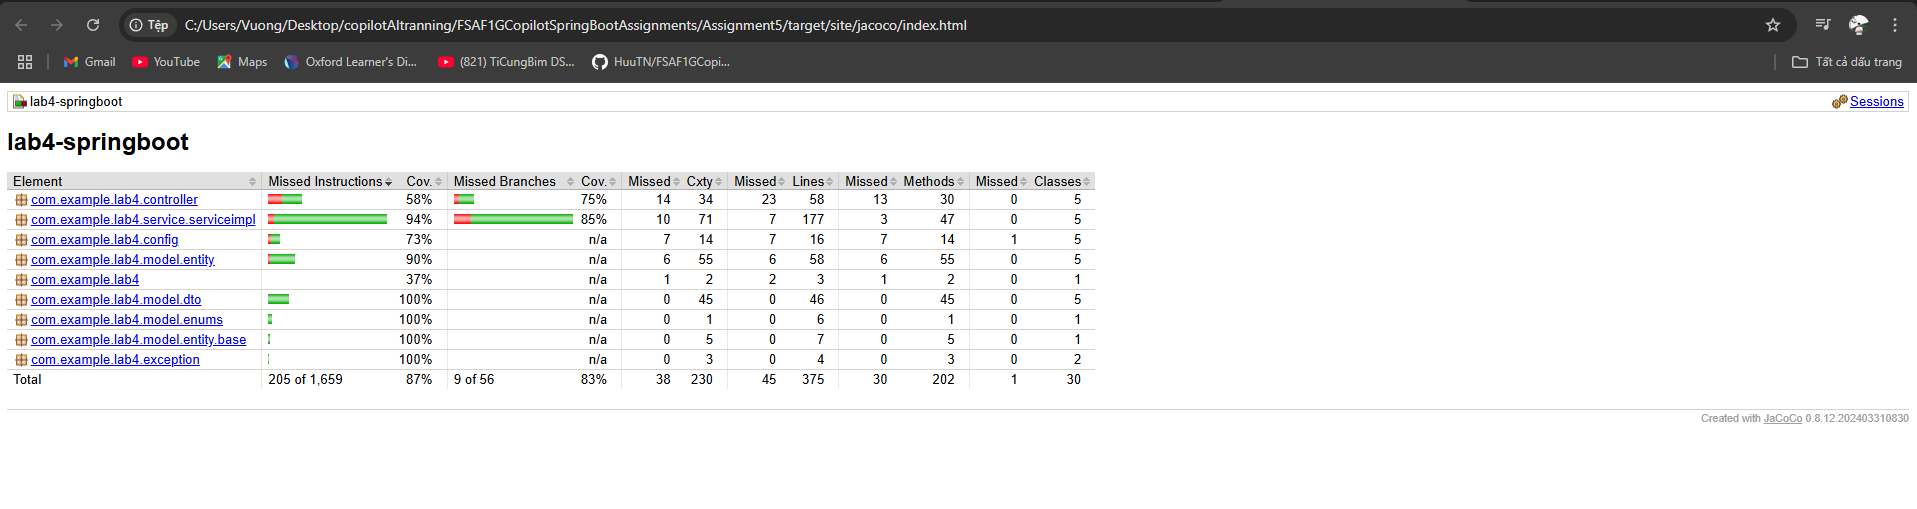 Tệp C:/Users/Vuong/Desktop/copilotAItranning/FSAF1GCopilotSpringBootAssignments/Assignment5/target/site/jacoco/index.html
Gmail YouTube Maps Oxford Learner's Di... (821) TiCungBim DS... HuuTN/FSAF1GCopi... Tất cả dấu trang
lab4-springboot Sessions
lab4-springboot
Element Missed Instructions Cov. Missed Branches Cov. Missed Cxty Missed Lines Missed Methods Missed Classes
com.example.lab4.controller 58% 75% 14 34 23 58 13 30 0 5
com.example.lab4.service.serviceimpl 94% 85% 10 71 7 177 3 47 0 5
com.example.lab4.config 73% n/a 7 14 7 16 7 14 1 5
com.example.lab4.model.entity 90% n/a 6 55 6 58 6 55 0 5
com.example.lab4 37% n/a 1 2 2 3 1 2 0 1
com.example.lab4.model.dto 100% n/a 0 45 0 46 0 45 0 5
com.example.lab4.model.enums 100% n/a 0 1 0 6 0 1 0 1
com.example.lab4.model.entity.base 100% n/a 0 5 0 7 0 5 0 1
com.example.lab4.exception 100% n/a 0 3 0 4 0 3 0 2
Total 205 of 1,659 87% 9 of 56 83% 38 230 45 375 30 202 1 30
Created with JaCoCo 0.8.12.202403310830